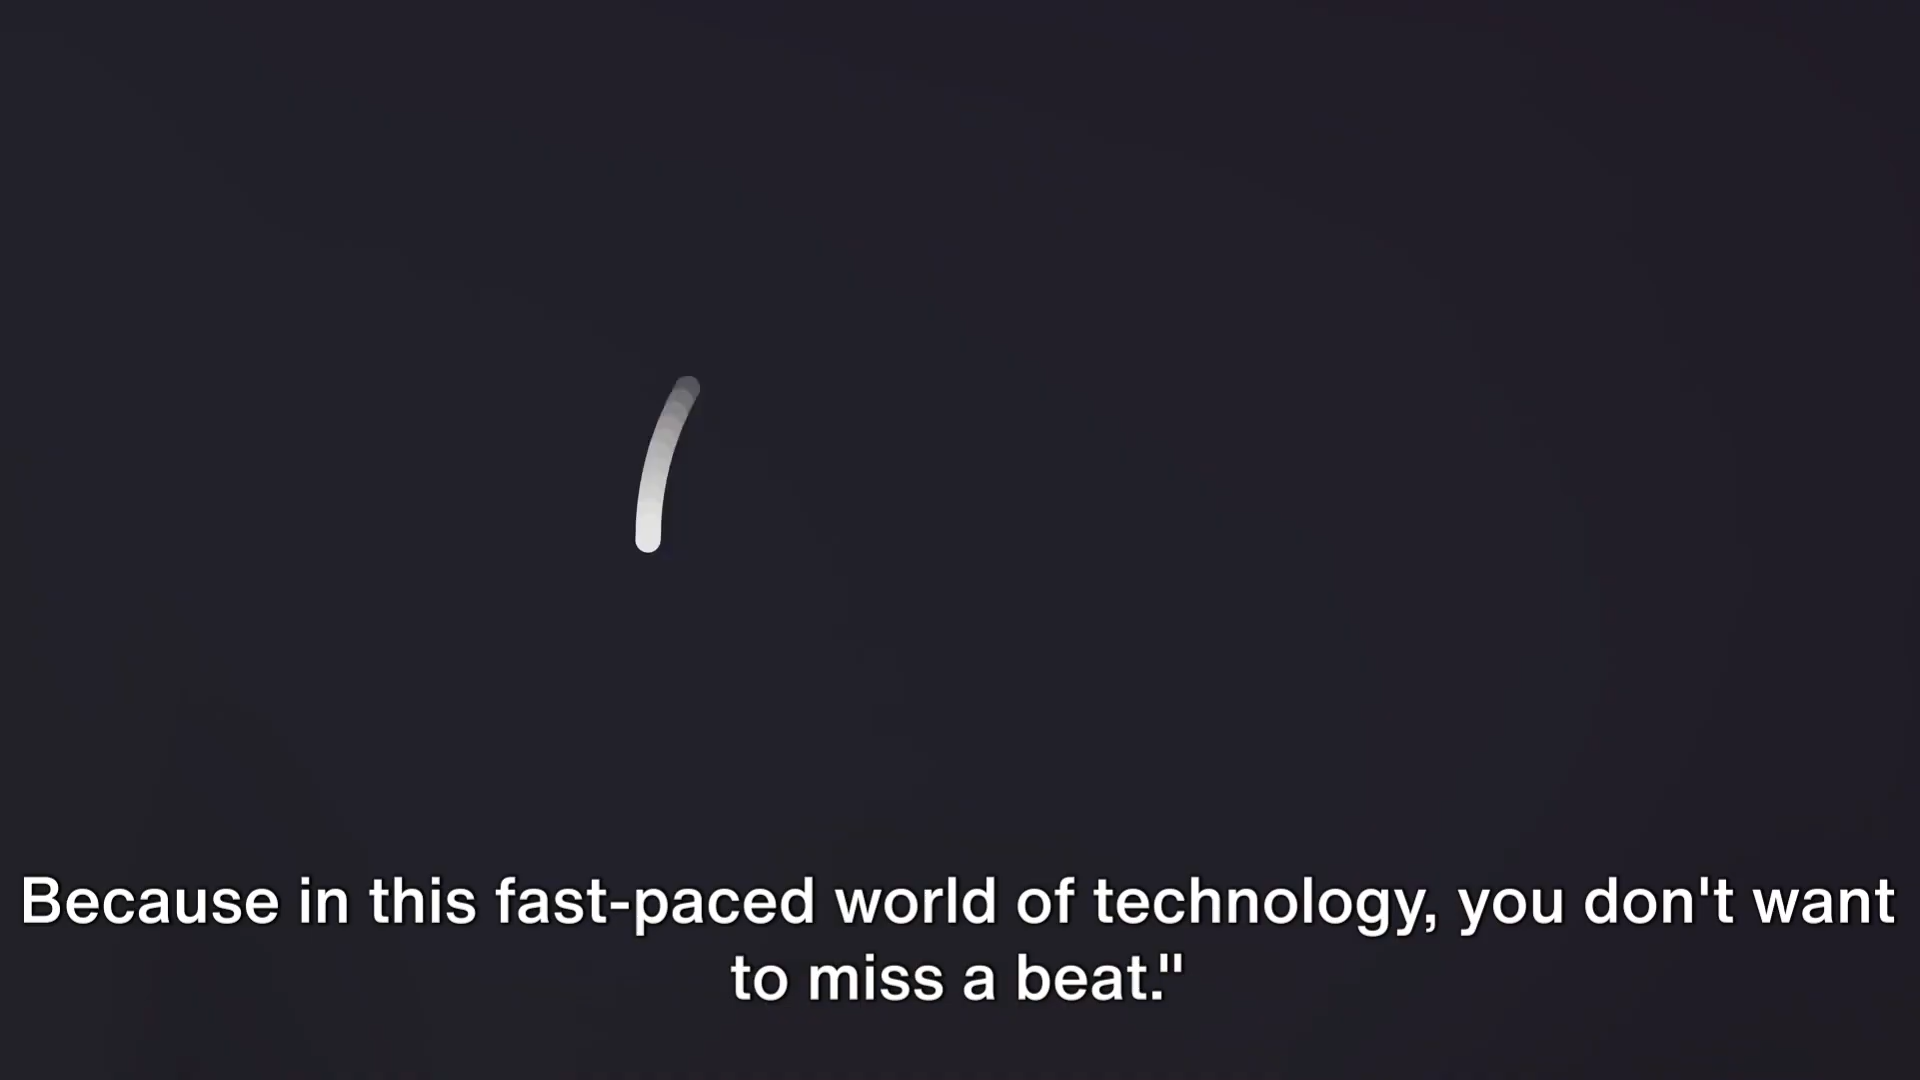 Because in this fast-paced world of technology, you don't want
to miss a beat."